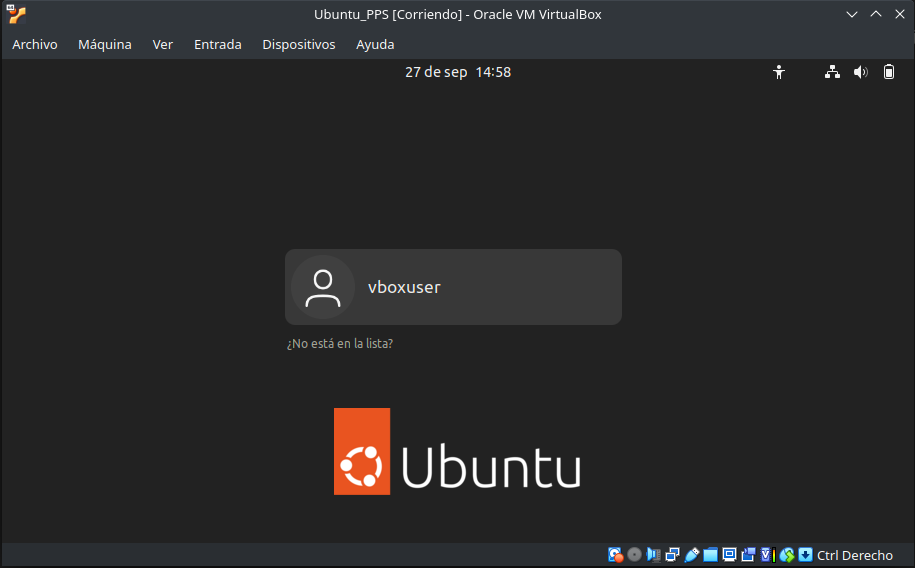 Ubuntu_PPS [Corriendo] - Oracle VM VirtualBox
Archivo Máquina Ver Entrada Dispositivos Ayuda
27 de sep 14:58
vboxuser
¿No está en la lista?
Ubuntu
Ctrl Derecho